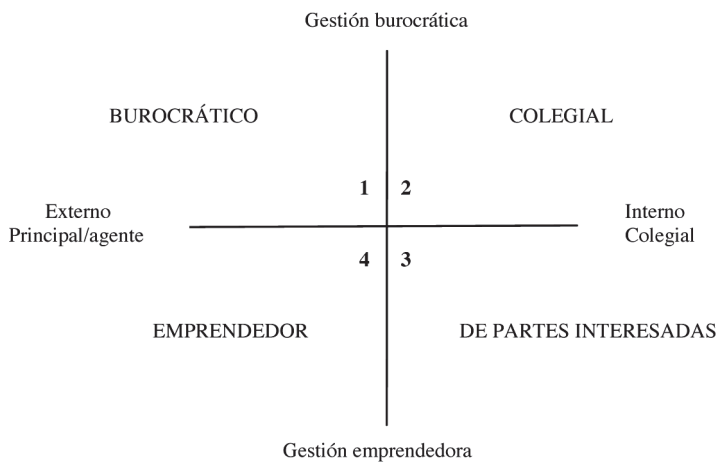 Gestión burocrática
BUROCRÁTICO
COLEGIAL
1 2
Externo
Principal/agente
Interno
Colegial
4 3
EMPRENDEDOR
DE PARTES INTERESADAS
Gestión emprendedora